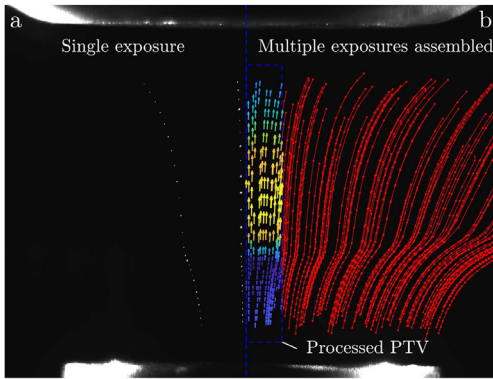 a
b
Single exposure
Multiple exposures assembled
Processed PTV